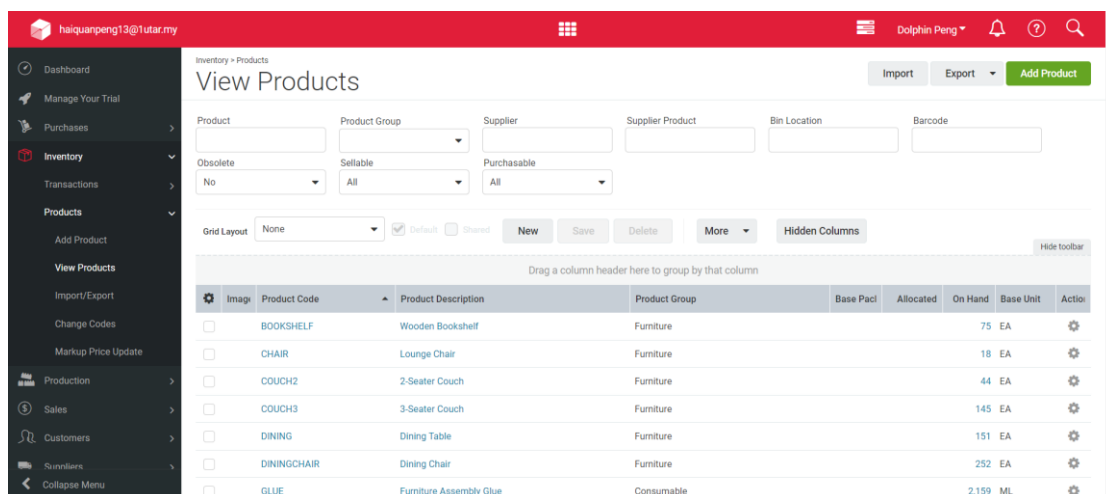 haiquanpeng13@1utar.my
Dolphin Peng
Dashboard
Manage Your Trial
Purchases
Inventory
Transactions
Products
Add Product
View Products
Import/Export
Change Codes
Markup Price Update
Production
Sales
Customers
Suppliers
Collapse Menu
Inventory > Products
View Products
Import Export Add Product
Product Product Group Supplier Supplier Product Bin Location Barcode
Obsolete Sellable Purchasable
No All All
Grid Layout None Default Shared New Save Delete More Hidden Columns
Hide toolbar
Drag a column header here to group by that column
Image Product Code Product Description Product Group Base Pacl Allocated On Hand Base Unit Action
BOOKSHELF Wooden Bookshelf Furniture 75 EA
CHAIR Lounge Chair Furniture 18 EA
COUCH2 2-Seater Couch Furniture 44 EA
COUCH3 3-Seater Couch Furniture 145 EA
DINING Dining Table Furniture 151 EA
DININGCHAIR Dining Chair Furniture 252 EA
GLUE Furniture Assembly Glue Consumable 2,159 ML